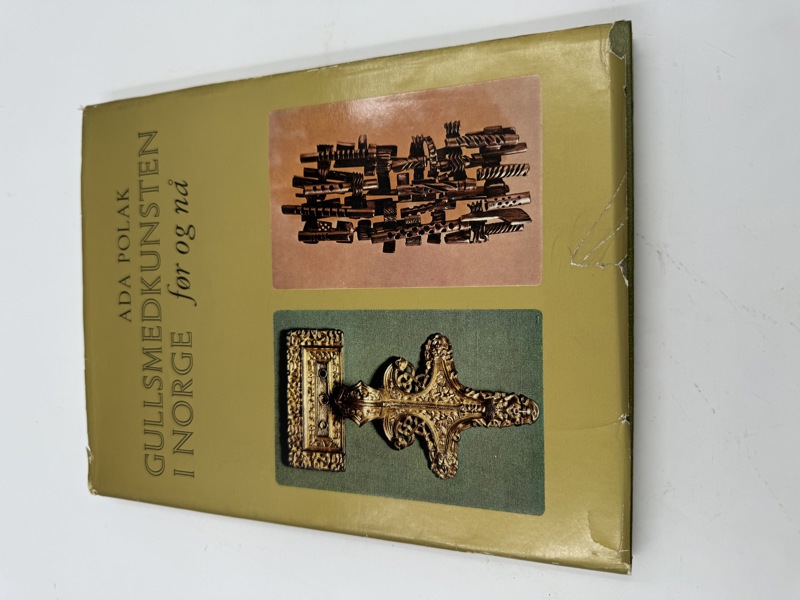 ADA POLAK
GULLSMEDKUNSTEN
I NORGE før og nå